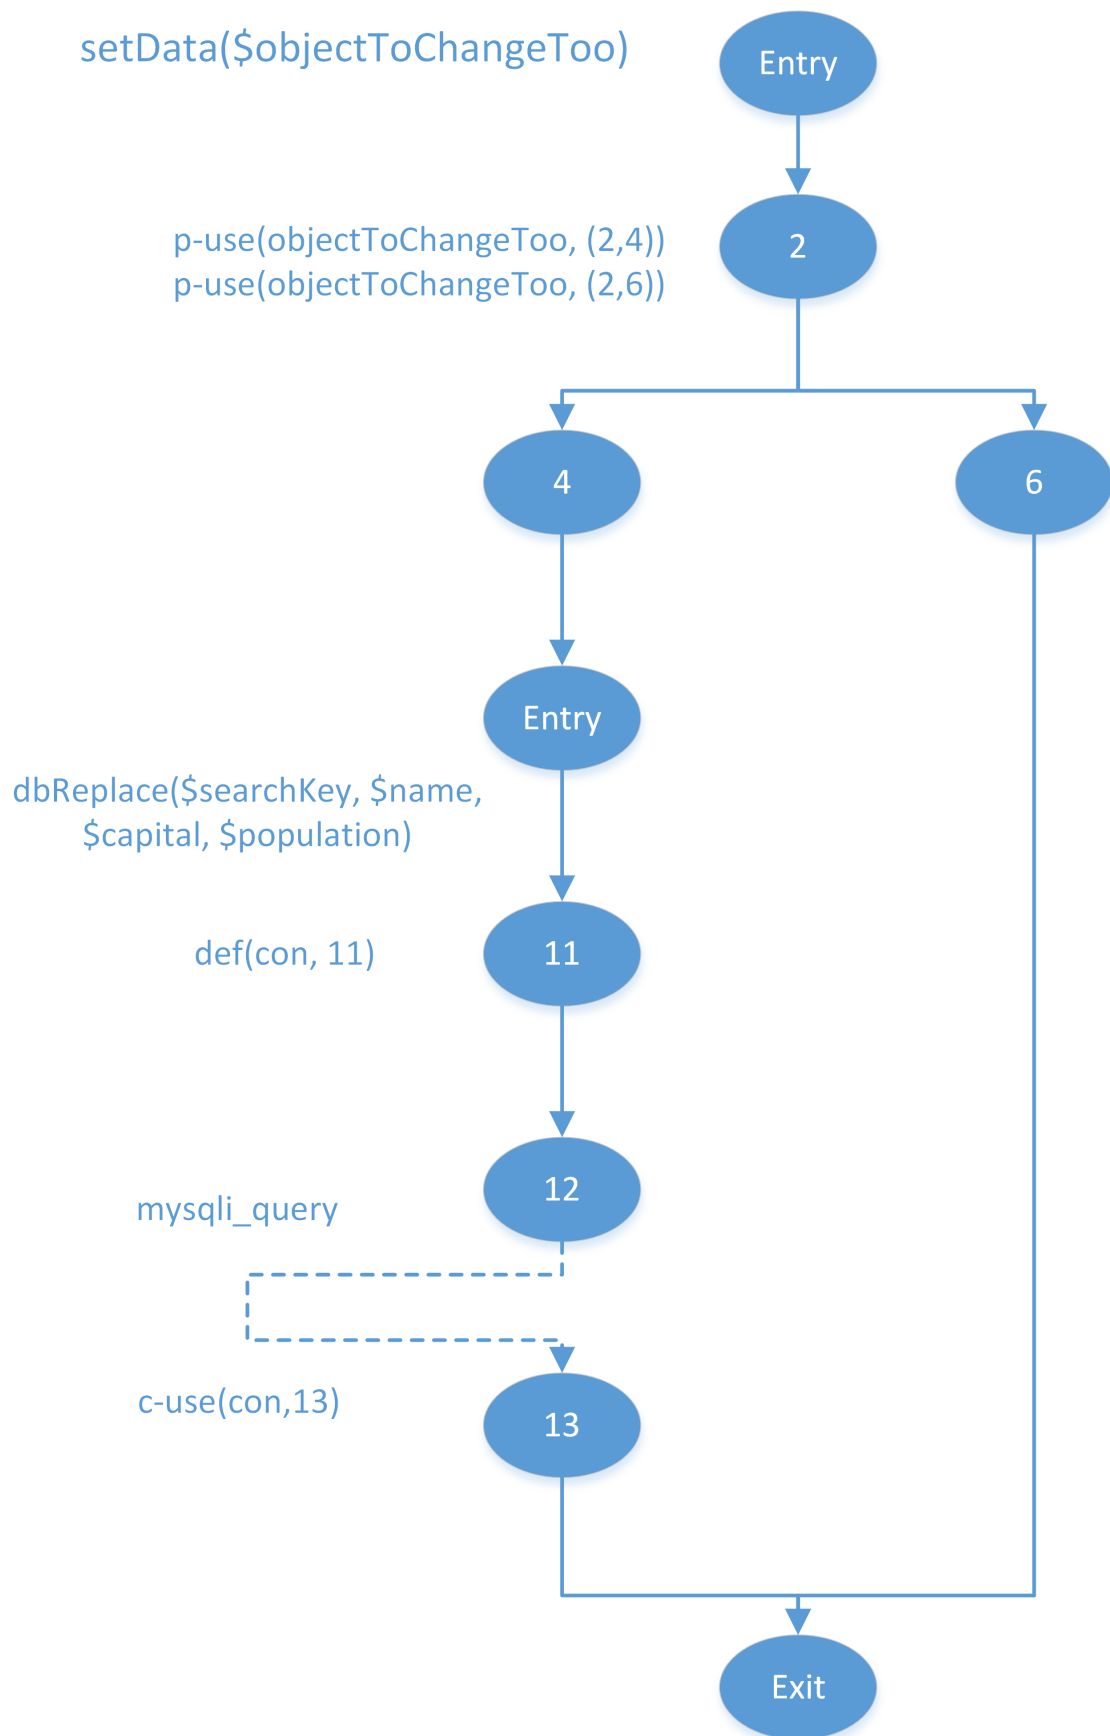 setData($objectToChangeToo)
Entry
p-use(objectToChangeToo, (2,4))
p-use(objectToChangeToo, (2,6))
2
4
6
Entry
dbReplace($searchKey, $name,
$capital, $population)
def(con, 11)
11
12
mysqli_query
c-use(con,13)
13
Exit